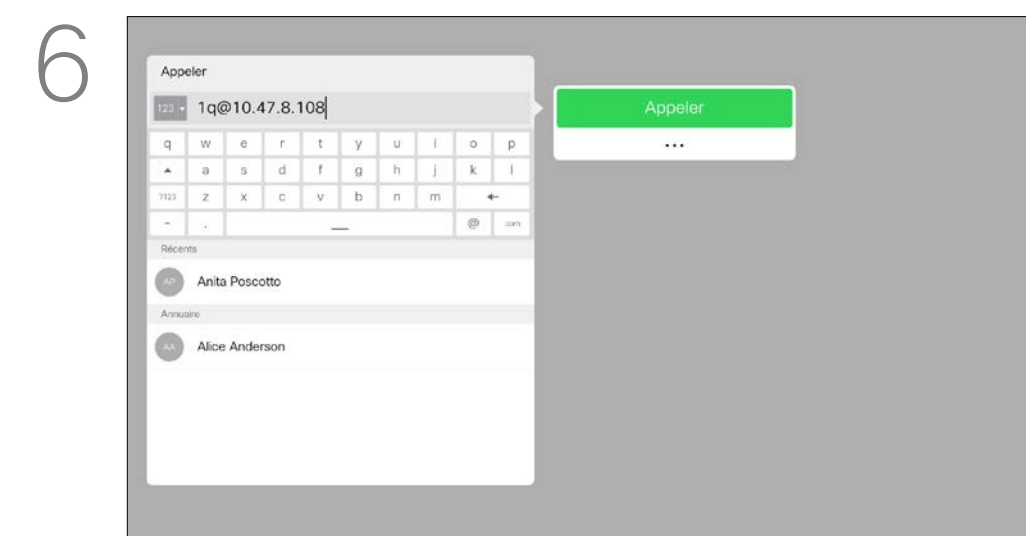 6
Appeler
123
1q@10.47.8.108
Appeler
...
q w e r t y u i o p
a s d f g h j k l
?123 z x c v b n m
- . @ .com
Récents
AP Anita Poscotto
Annuaire
AA Alice Anderson